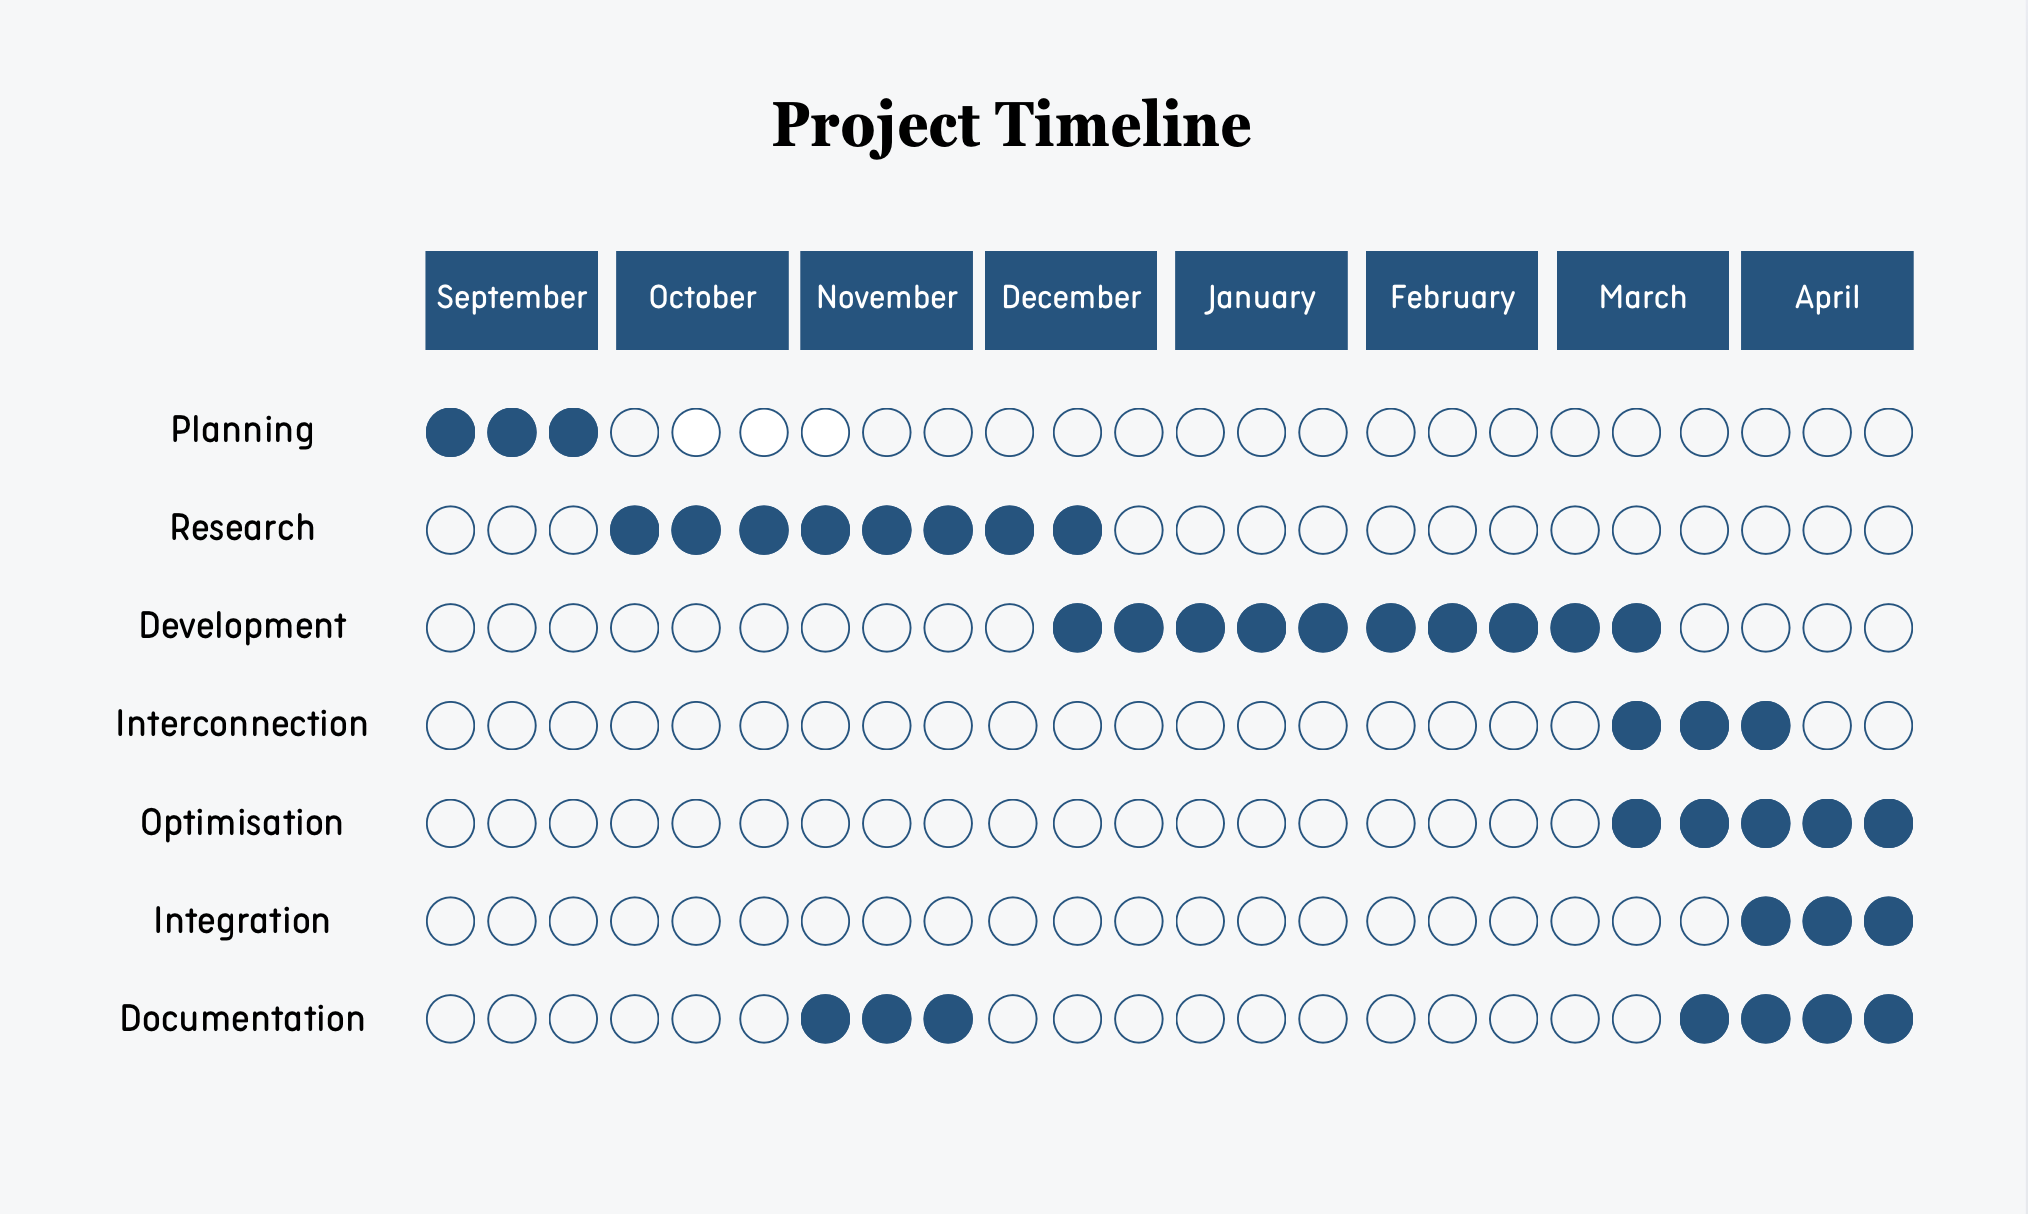 Project Timeline
September October November December January February March April
Planning
Research
Development
Interconnection
Optimisation
Integration
Documentation